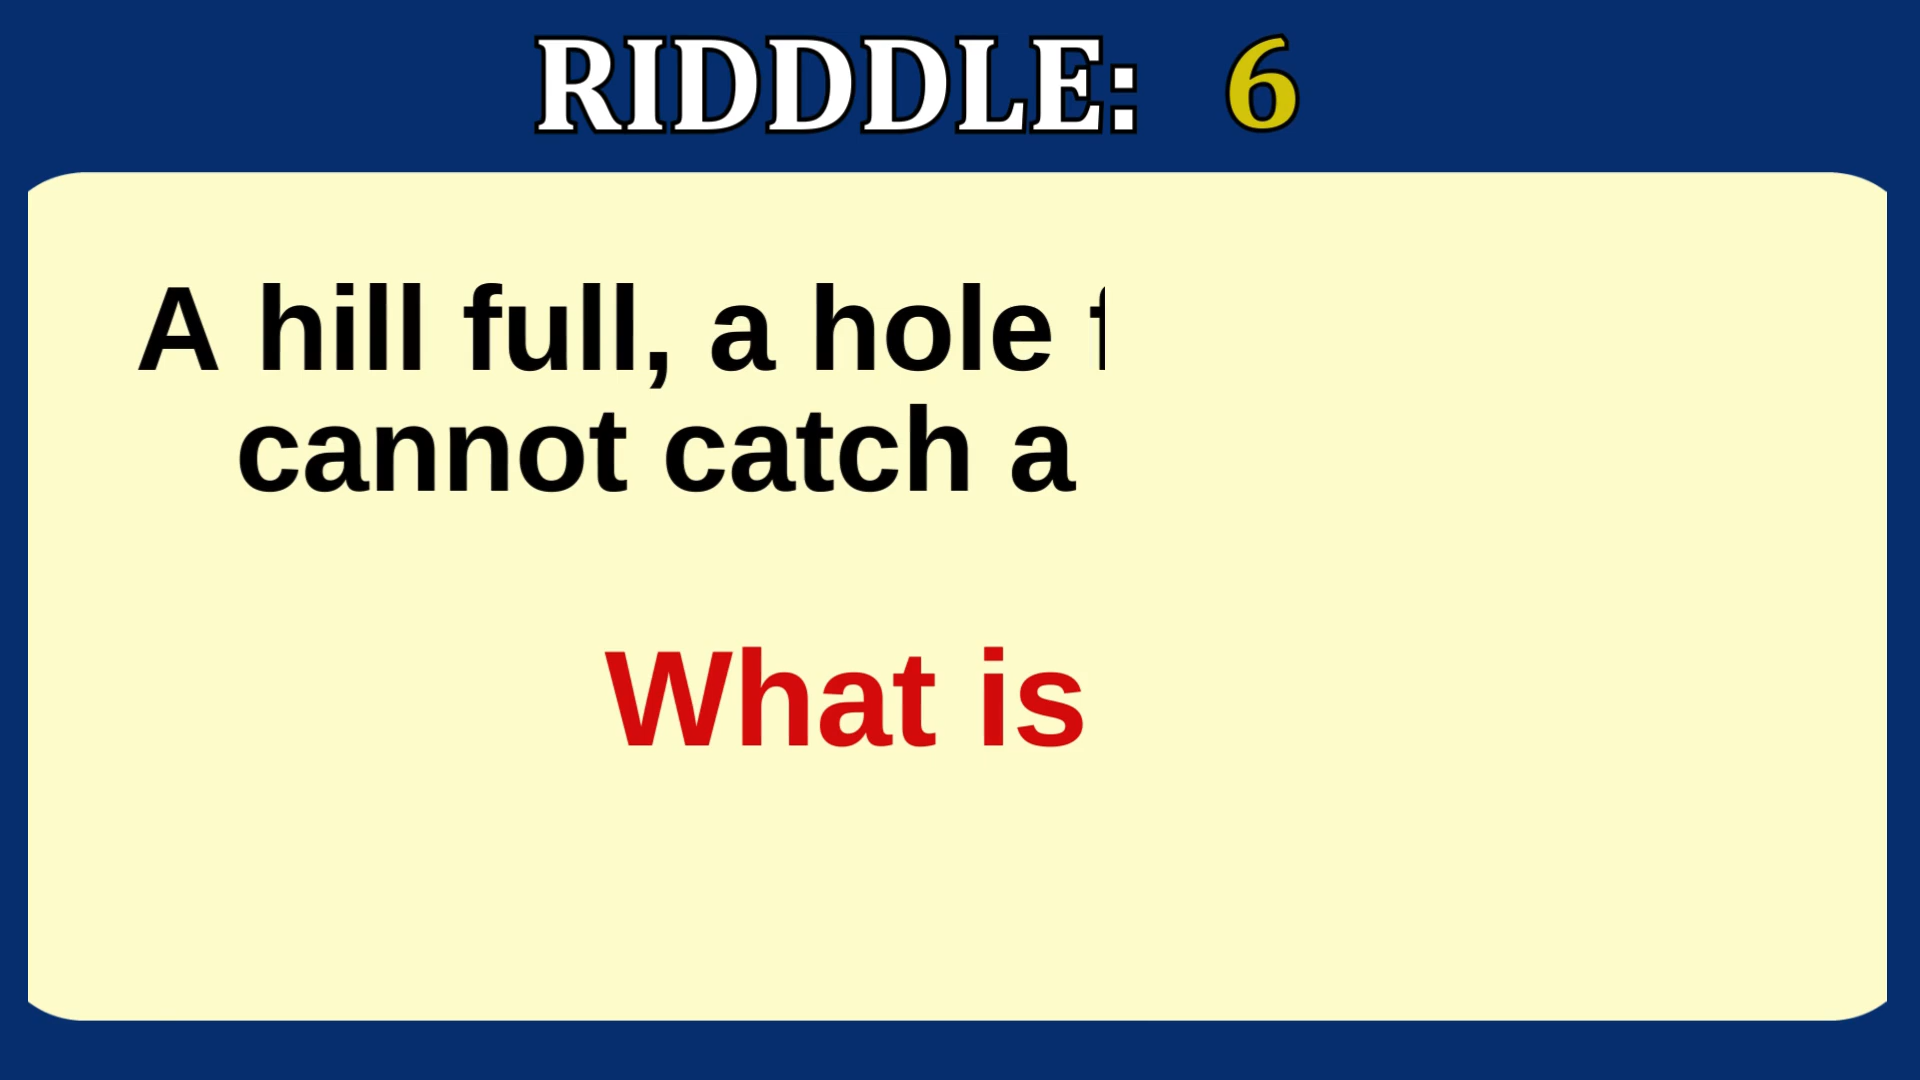 RIDDDLE: 6
A hill full, a hole
cannot catch a
What is